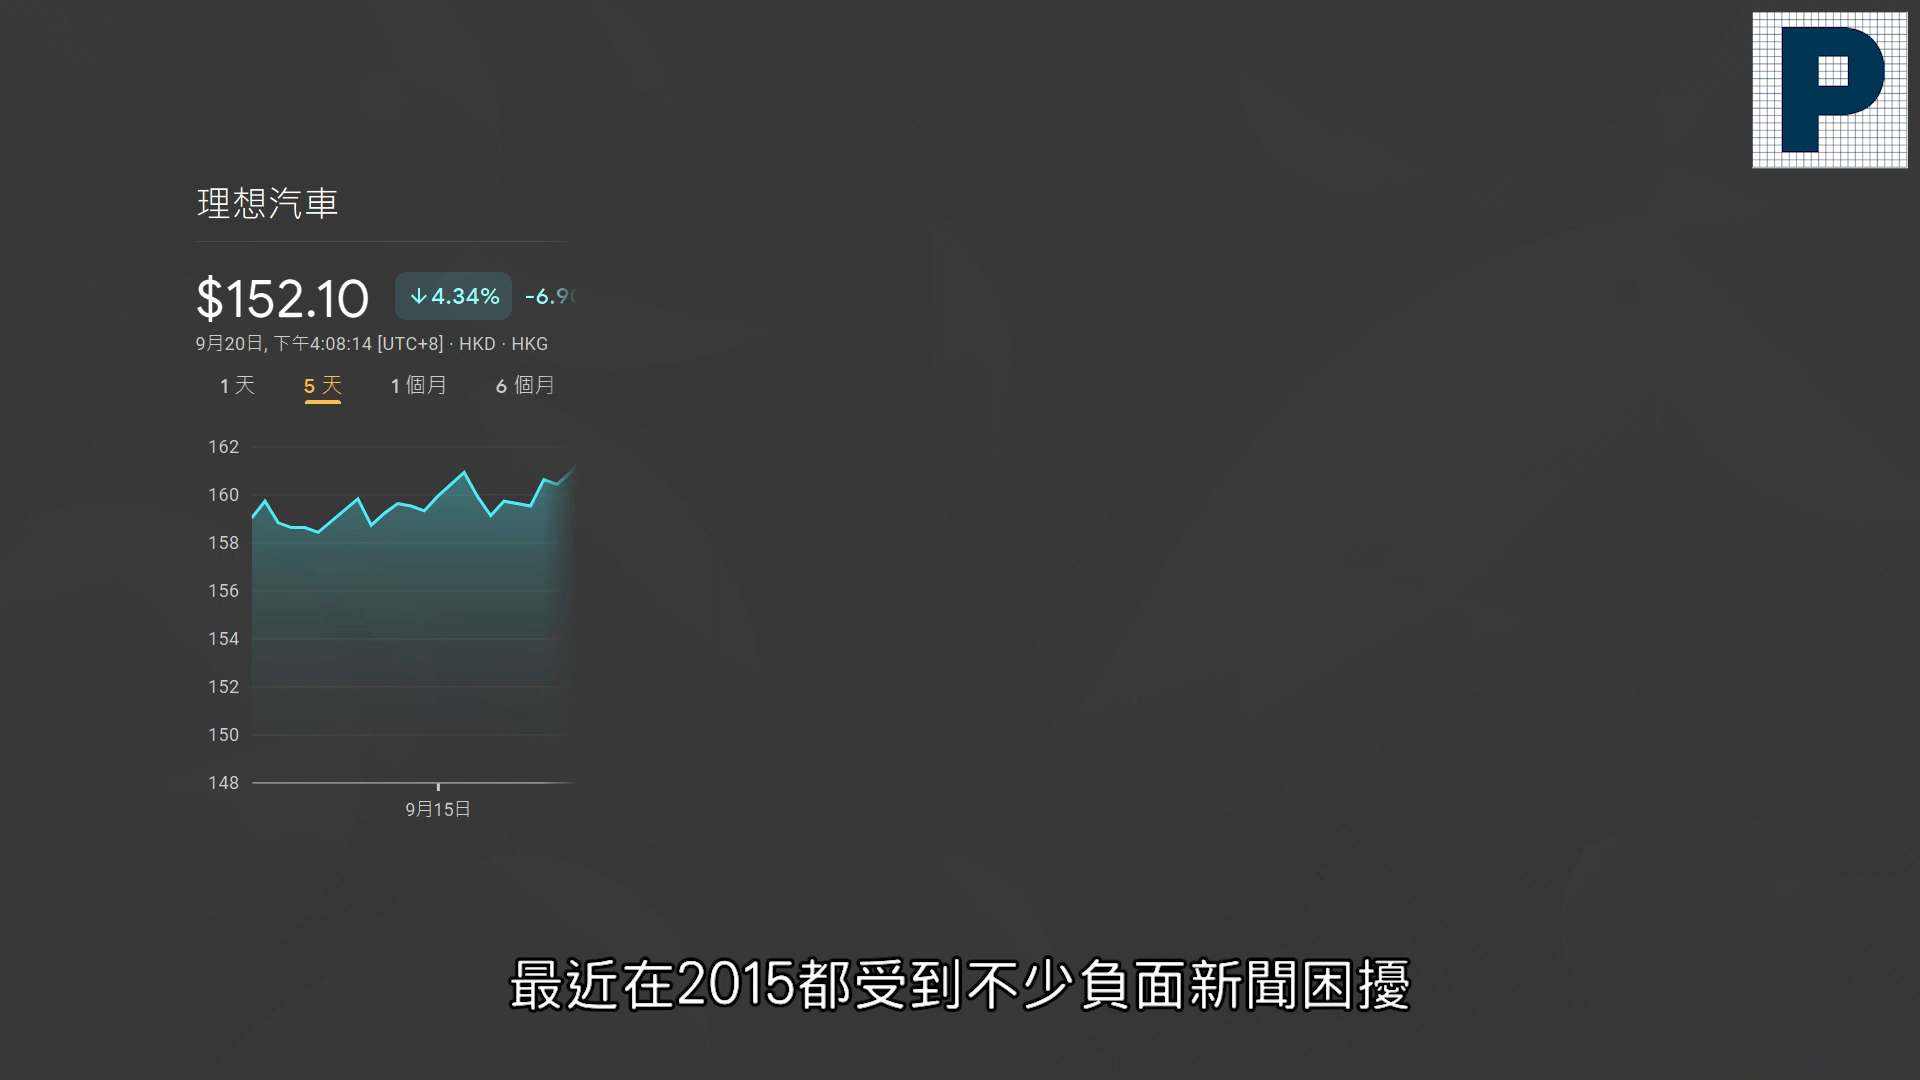 P
理想汽車
$152.10 ↓4.34% -6.9
9月20日, 下午4:08:14 [UTC+8] · HKD · HKG
1 天 5 天 1 個月 6 個月
162
160
158
156
154
152
150
148
9月15日
最近在2015都受到不少負面新聞困擾